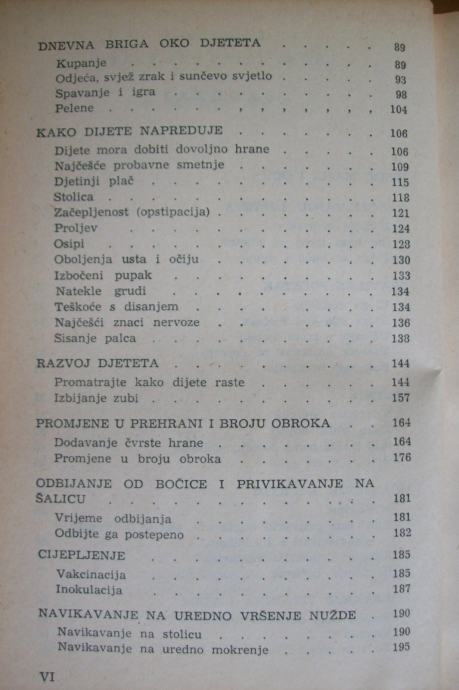 DNEVNA BRIGA OKO DJETETA . . . . . 89
Kupanje . . . . . . . . . . . 89
Odjeća, svjež zrak i sunčevo svjetlo . . . . . 93
Spavanje i igra . . . . . . . . . 98
Pelene . . . . . , , , , , , 104
KAKO DIJETE NAPREDUJE . . . . . . 106
Dijete mora dobiti dovoljno hrane . . . . . 106
Najčešće probavne smetnje . . . . . . 109
Djetinji plač . . . . . . . . . . 115
Stolica . . . . . . . . . . . 118
Začepljenost (opstipacija) . . . . . . . 121
Proljev . . . . . . . . . . . 124
Osipi . . . . . . . . . . . 128
Oboljenja usta i očiju . . . . . . . 130
Izbočeni pupak . . . . . . . . . 133
Natekle grudi . . . . . . . . . 134
Teškoće s disanjem . . . . . . . . 134
Najčešći znaci nervoze . . . . . . . 136
Sisanje palca . . . . . . . . . . 138
RAZVOJ DJETETA . . . . . . . . 144
Promatrajte kako dijete raste . . . . . 144
Izbijanje zubi . . . . . . . . . 157
PROMJENE U PREHRANI I BROJU OBROKA . . 164
Dodavanje čvrste hrane . . . . . . . 164
Promjene u broju obroka . . . . . . 176
ODBIJANJE OD BOČICE I PRIVIKAVANJE NA
ŠALICU . . . . . . . . . . . 181
Vrijeme odbijanja . . . . . . . . 181
Odbijte ga postepeno . . . . . . . . 182
CIJEPLJENJE . . . . . . . . . . 185
Vakcinacija . . . . . . . . . . 185
Inokulacija . . . . . . . . . . 187
NAVIKAVANJE NA UREDNO VRŠENJE NUŽDE . 190
Navikavanje na stolicu . . . . . . . 190
Navikavanje na uredno mokrenje . . . . . 195
VI